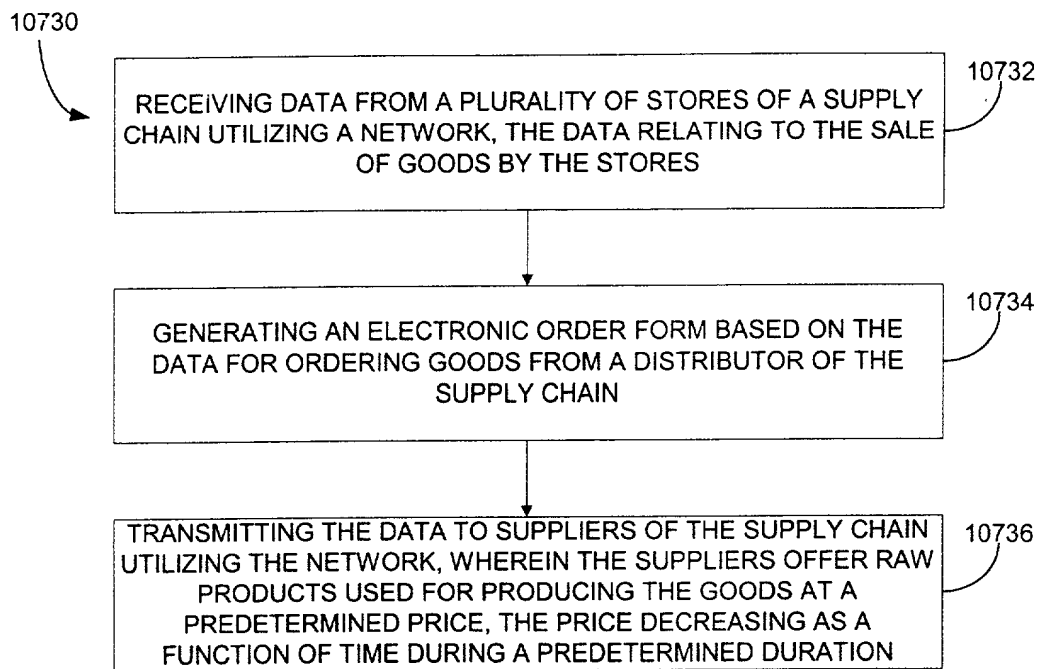 10730
10732
RECEIVING DATA FROM A PLURALITY OF STORES OF A SUPPLY
CHAIN UTILIZING A NETWORK, THE DATA RELATING TO THE SALE
OF GOODS BY THE STORES
10734
GENERATING AN ELECTRONIC ORDER FORM BASED ON THE
DATA FOR ORDERING GOODS FROM A DISTRIBUTOR OF THE
SUPPLY CHAIN
10736
TRANSMITTING THE DATA TO SUPPLIERS OF THE SUPPLY CHAIN
UTILIZING THE NETWORK, WHEREIN THE SUPPLIERS OFFER RAW
PRODUCTS USED FOR PRODUCING THE GOODS AT A
PREDETERMINED PRICE, THE PRICE DECREASING AS A
FUNCTION OF TIME DURING A PREDETERMINED DURATION